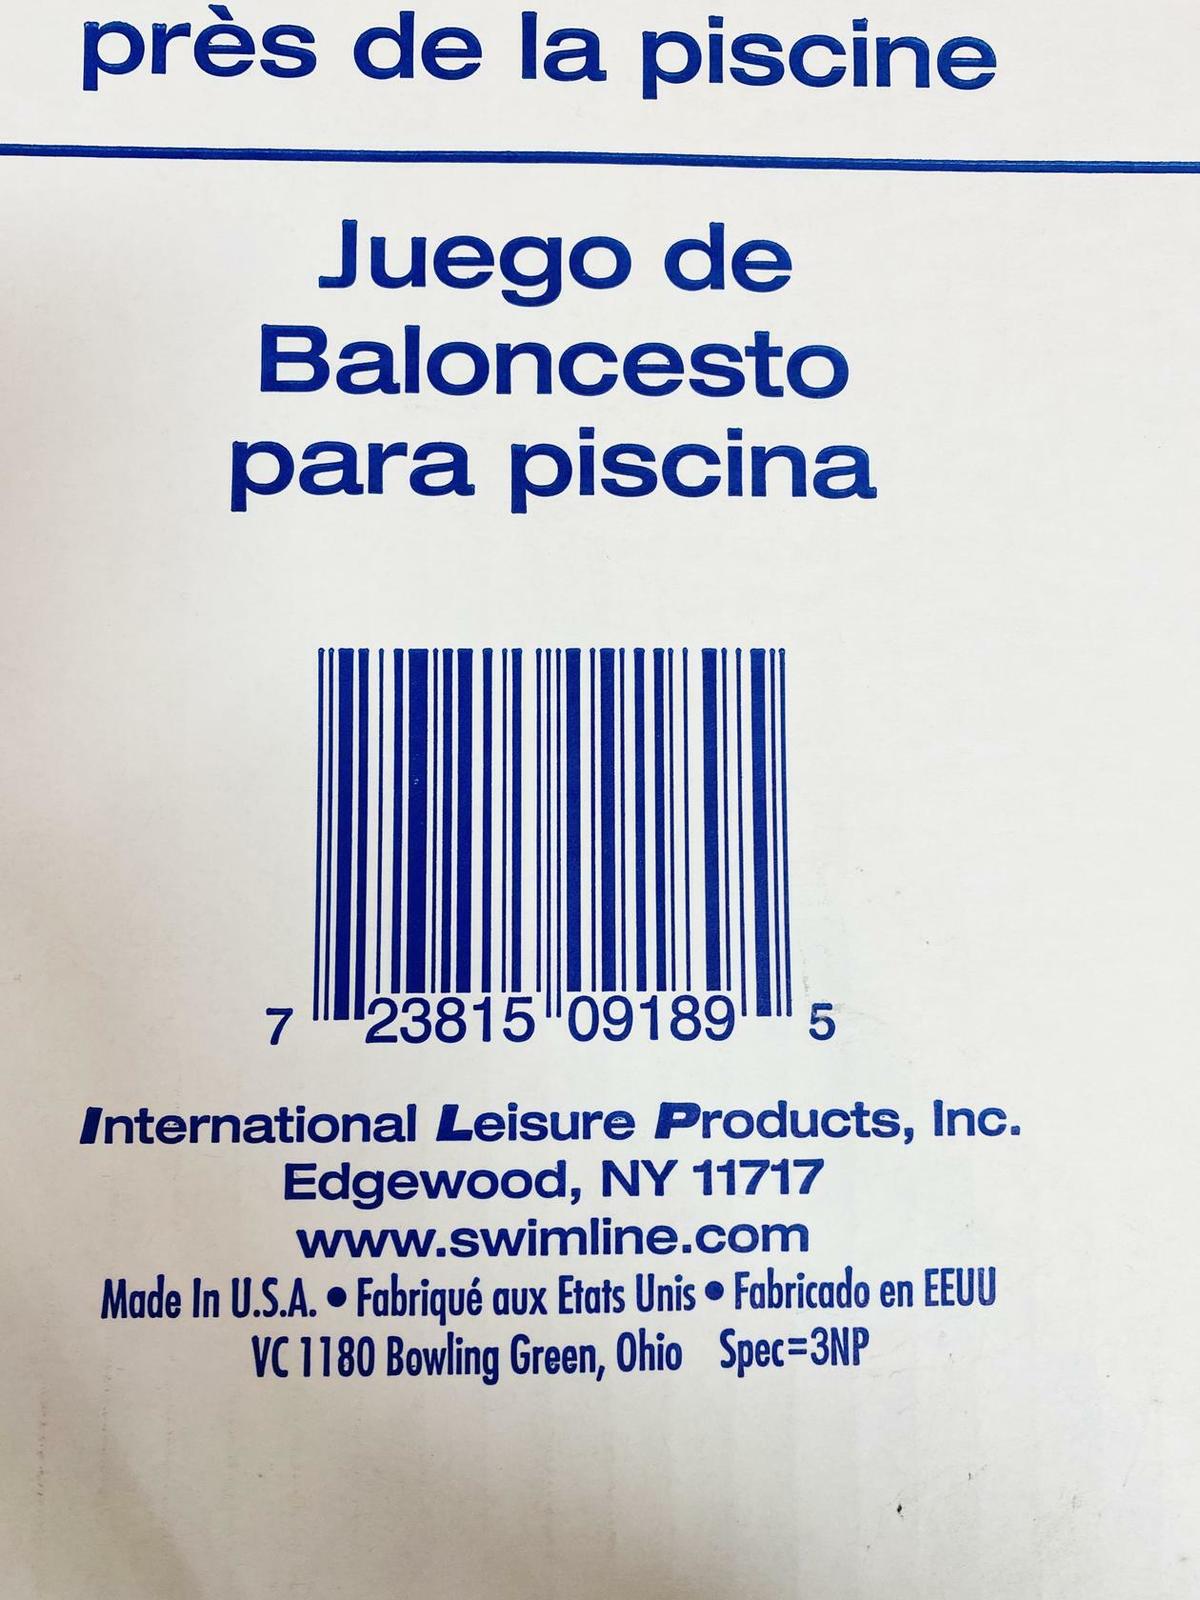 près de la piscine
Juego de
Baloncesto
para piscina
7 23815 09189 5
International Leisure Products, Inc.
Edgewood, NY 11717
www.swimline.com
Made In U.S.A. • Fabriqué aux Etats Unis • Fabricado en EEUU
VC 1180 Bowling Green, Ohio Spec=3NP